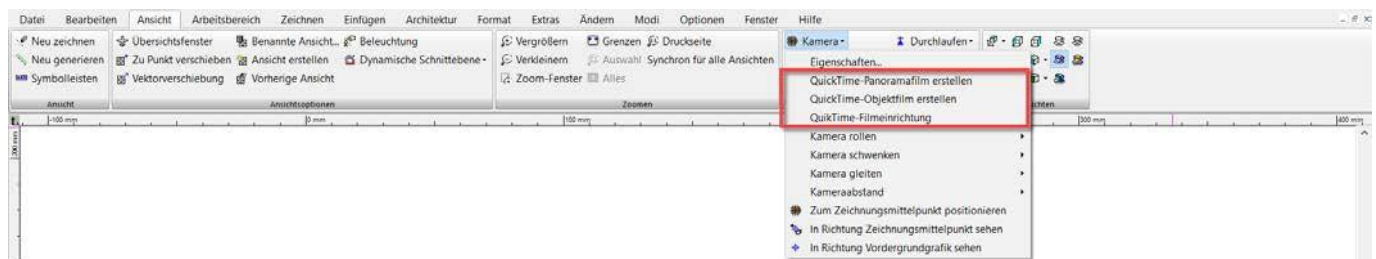 Datei Bearbeiten Ansicht Arbeitsbereich Zeichnen Einfügen Architektur Format Extras Ändern Modi Optionen Fenster Hilfe
Neu zeichnen Übersichtsfenster Benannte Ansicht... Beleuchtung Vergrößern Grenzen Druckseite Kamera Durchlaufen
Neu generieren Zu Punkt verschieben Ansicht erstellen Dynamische Schnittebene Verkleinern Auswahl Synchron für alle Ansichten
Symbolleisten Vektorverschiebung Vorherige Ansicht Zoom-Fenster Alles
Ansicht Ansichtsoptionen Zoomen
-100 mm 0 mm 100 mm 300 mm 400 mm
200 mm
Eigenschaften...
QuickTime-Panoramafilm erstellen
QuickTime-Objektfilm erstellen
QuikTime-Filmeinrichtung
Kamera rollen
Kamera schwenken
Kamera gleiten
Kameraabstand
Zum Zeichnungsmittelpunkt positionieren
In Richtung Zeichnungsmittelpunkt sehen
In Richtung Vordergrundgrafik sehen